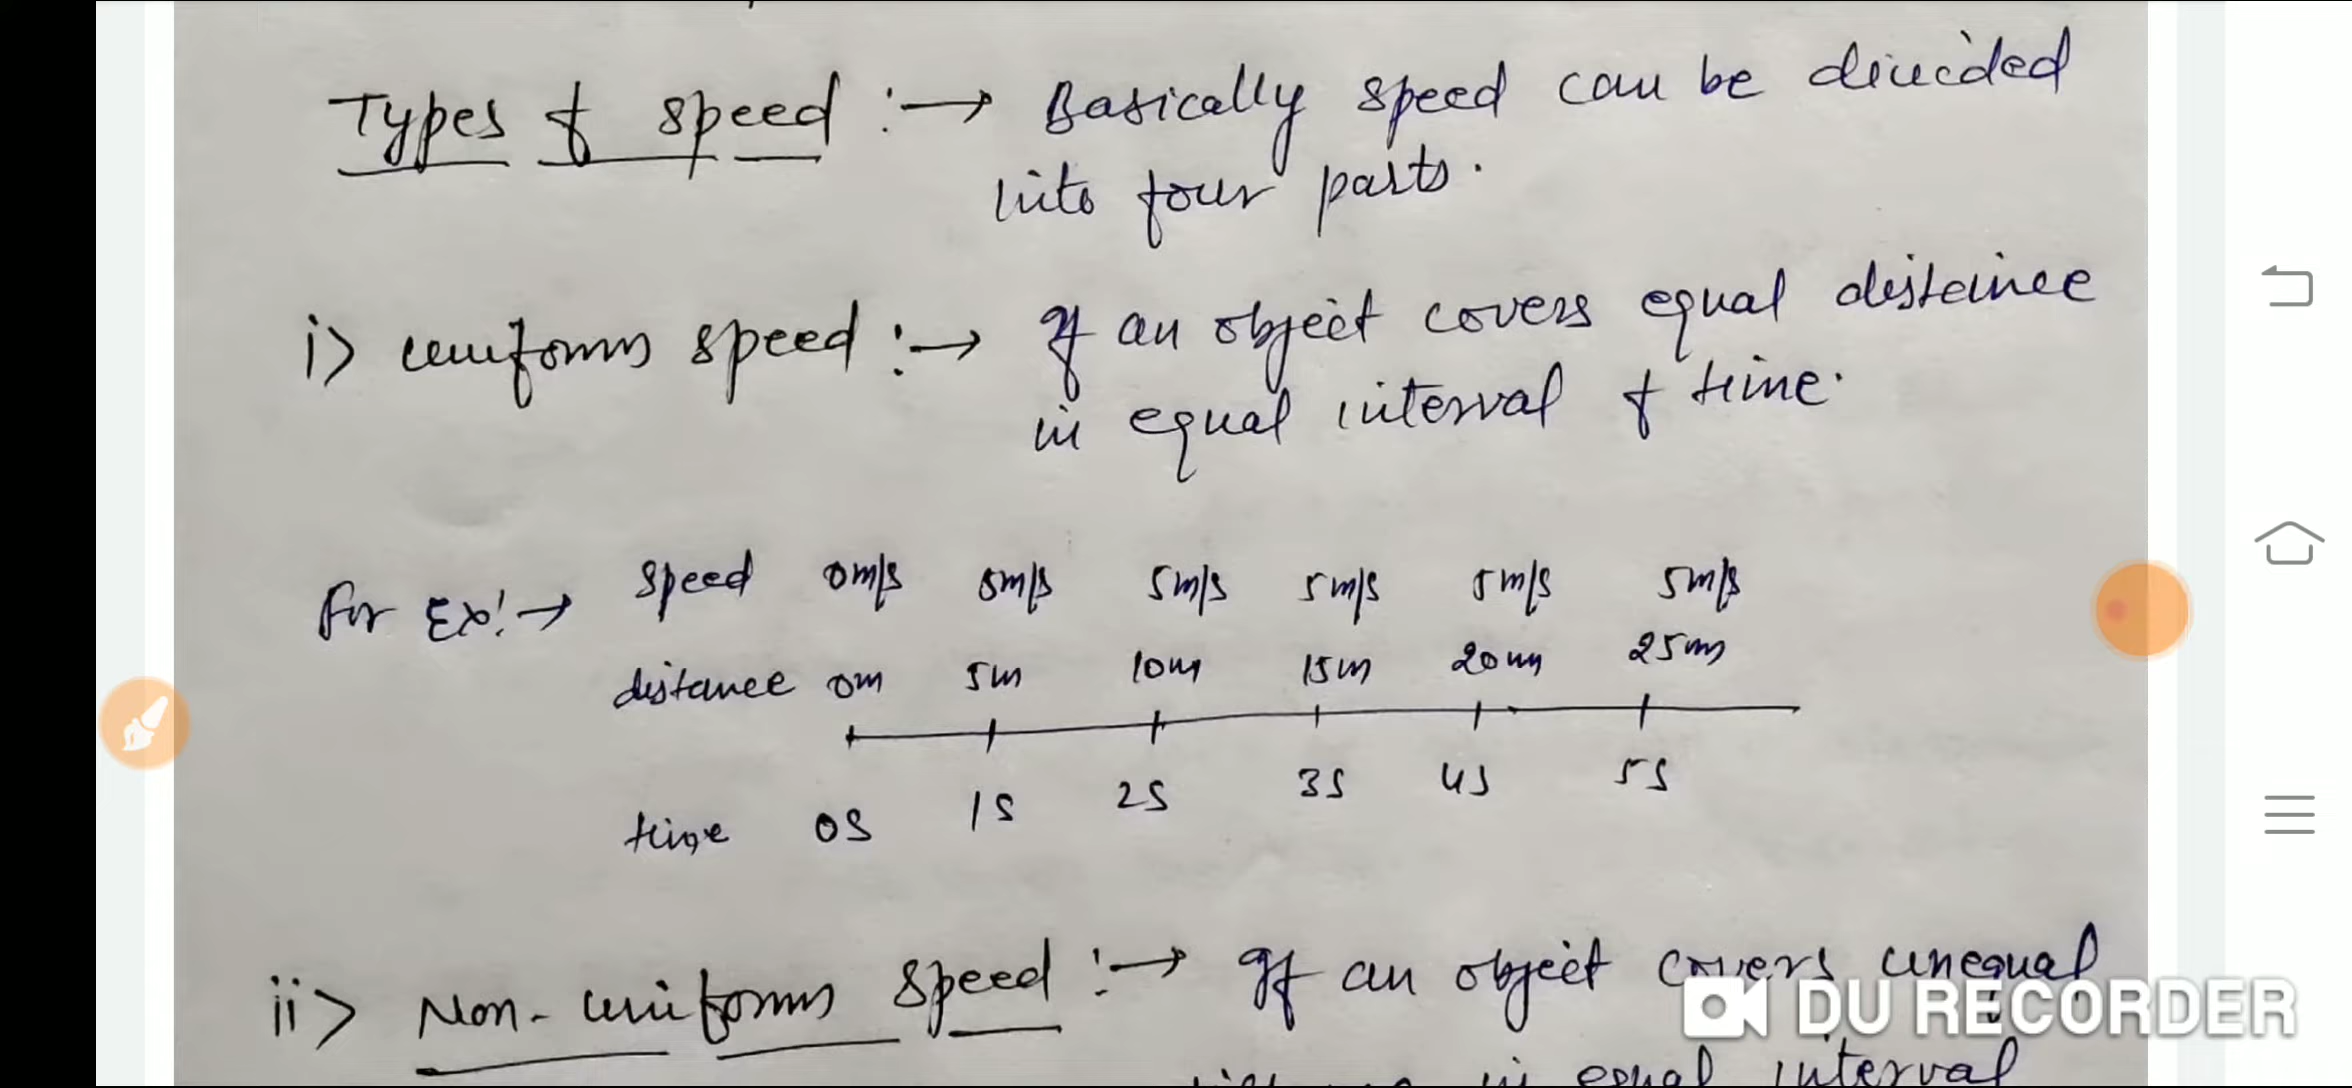 Types of speed :→ Basically speed can be divided
into four parts.
i> uniform speed :→ If an object covers equal distance
in equal interval of time.
For Ex:→ speed 0m/s 5m/s 5m/s 5m/s 5m/s 5m/s
distance 0m 5m 10m 15m 20m 25m
time 0S 1S 2S 3S 4S 5S
ii> Non-uniform speed :→ If an object covers unequal
in equal interval
DU RECORDER